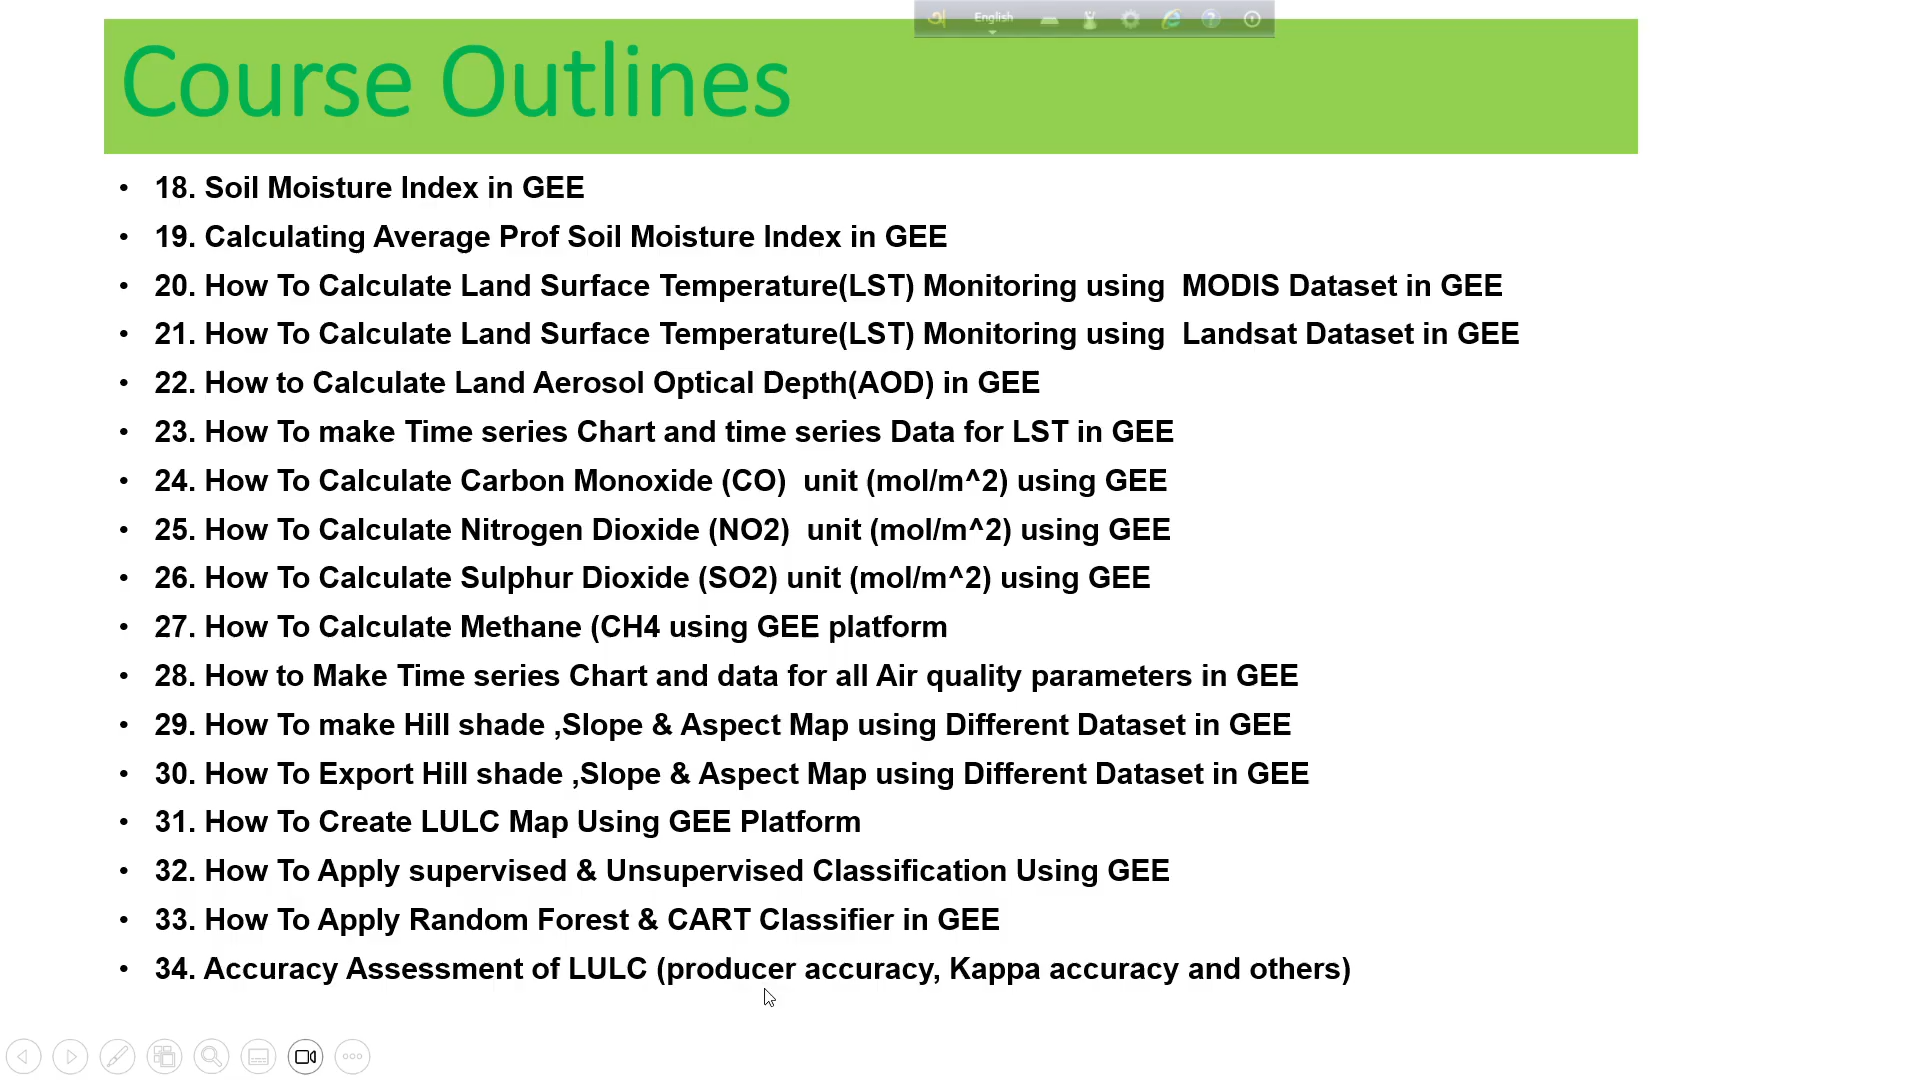 অ English
Course Outlines
• 18. Soil Moisture Index in GEE
• 19. Calculating Average Prof Soil Moisture Index in GEE
• 20. How To Calculate Land Surface Temperature(LST) Monitoring using  MODIS Dataset in GEE
• 21. How To Calculate Land Surface Temperature(LST) Monitoring using  Landsat Dataset in GEE
• 22. How to Calculate Land Aerosol Optical Depth(AOD) in GEE
• 23. How To make Time series Chart and time series Data for LST in GEE
• 24. How To Calculate Carbon Monoxide (CO)  unit (mol/m^2) using GEE
• 25. How To Calculate Nitrogen Dioxide (NO2)  unit (mol/m^2) using GEE
• 26. How To Calculate Sulphur Dioxide (SO2) unit (mol/m^2) using GEE
• 27. How To Calculate Methane (CH4 using GEE platform
• 28. How to Make Time series Chart and data for all Air quality parameters in GEE
• 29. How To make Hill shade ,Slope & Aspect Map using Different Dataset in GEE
• 30. How To Export Hill shade ,Slope & Aspect Map using Different Dataset in GEE
• 31. How To Create LULC Map Using GEE Platform
• 32. How To Apply supervised & Unsupervised Classification Using GEE
• 33. How To Apply Random Forest & CART Classifier in GEE
• 34. Accuracy Assessment of LULC (producer accuracy, Kappa accuracy and others)